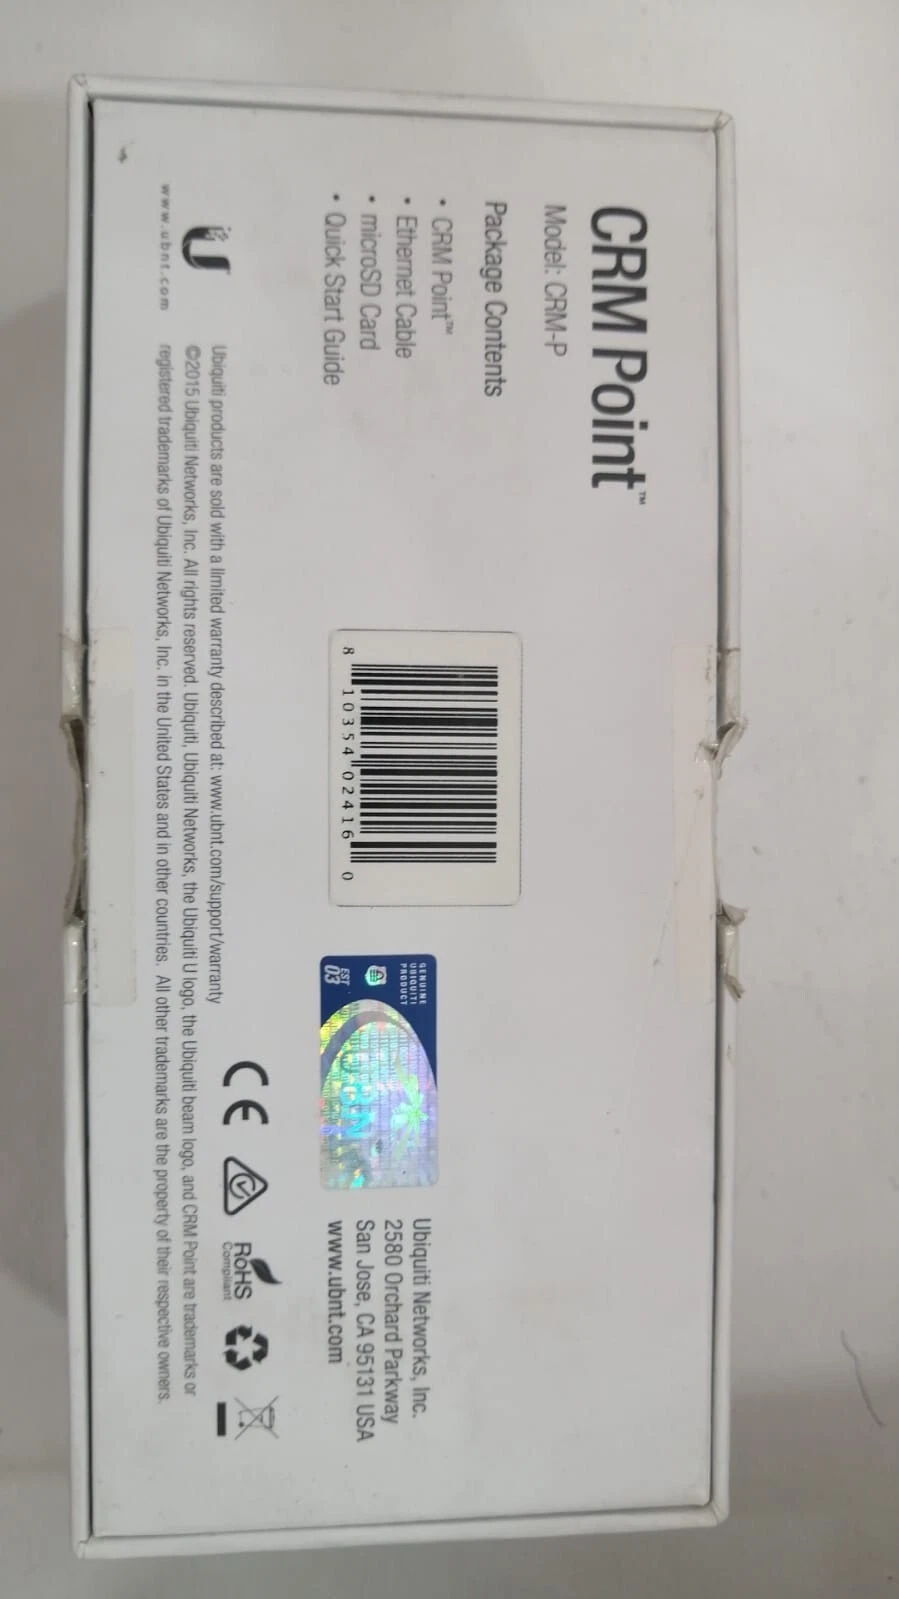 CRM Point™
Model: CRM-P
Package Contents
• CRM Point™
• Ethernet Cable
• microSD Card
• Quick Start Guide
8 10354 02416 0
GENUINE
UBIQUITI
PRODUCT
EST
03
Ubiquiti Networks, Inc.
2580 Orchard Parkway
San Jose, CA 95131 USA
www.ubnt.com
CE
RoHS
Compliant
www.ubnt.com
Ubiquiti products are sold with a limited warranty described at: www.ubnt.com/support/warranty
©2015 Ubiquiti Networks, Inc. All rights reserved. Ubiquiti, Ubiquiti Networks, the Ubiquiti U logo, the Ubiquiti beam logo, and CRM Point are trademarks or
registered trademarks of Ubiquiti Networks, Inc. in the United States and in other countries. All other trademarks are the property of their respective owners.